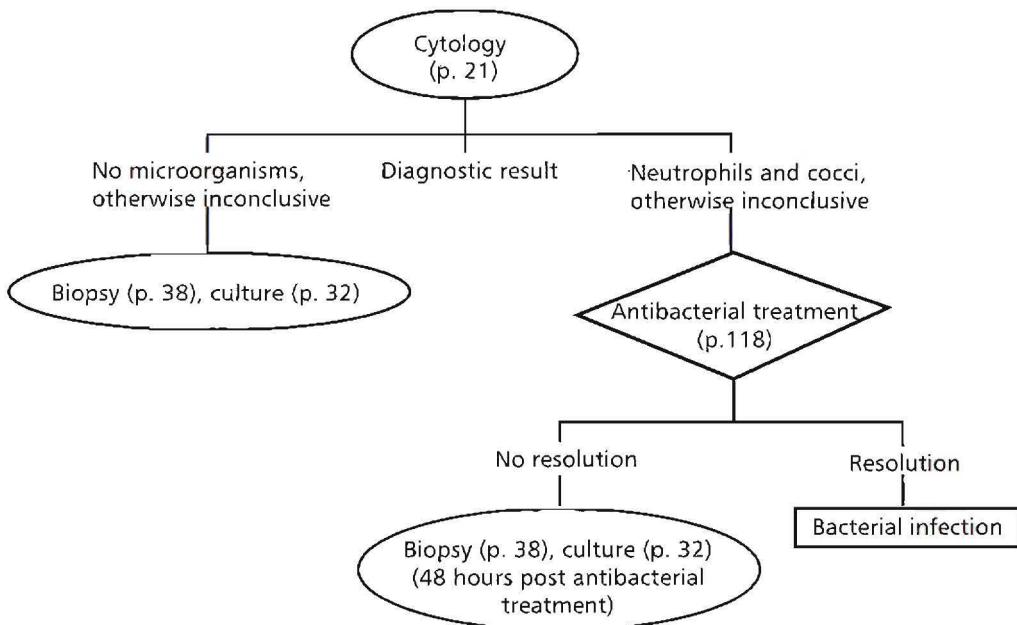 Cytology
(p. 21)
No microorganisms,
otherwise inconclusive
Diagnostic result
Neutrophils and cocci,
otherwise inconclusive
Biopsy (p. 38), culture (p. 32)
Antibacterial treatment
(p.118)
No resolution
Resolution
Biopsy (p. 38), culture (p. 32)
(48 hours post antibacterial
treatment)
Bacterial infection